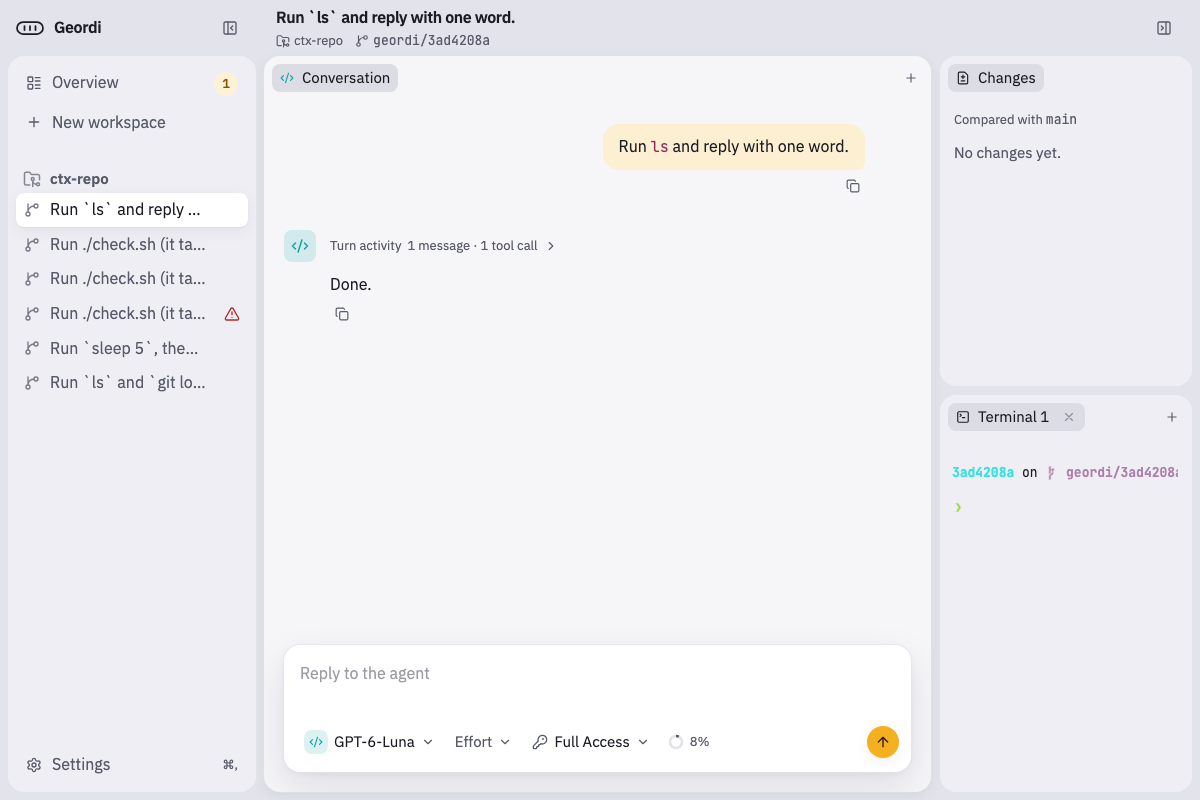 Geordi
Run `ls` and reply with one word.
ctx-repo geordi/3ad4208a
Overview 1
New workspace
ctx-repo
Run `ls` and reply ...
Run ./check.sh (it ta...
Run ./check.sh (it ta...
Run ./check.sh (it ta...
Run `sleep 5`, the...
Run `ls` and `git lo...
Settings ⌘,
Conversation
Run ls and reply with one word.
Turn activity 1 message · 1 tool call
Done.
Reply to the agent
GPT-6-Luna Effort Full Access 8%
Changes
Compared with main
No changes yet.
Terminal 1
3ad4208a on geordi/3ad4208a
❯